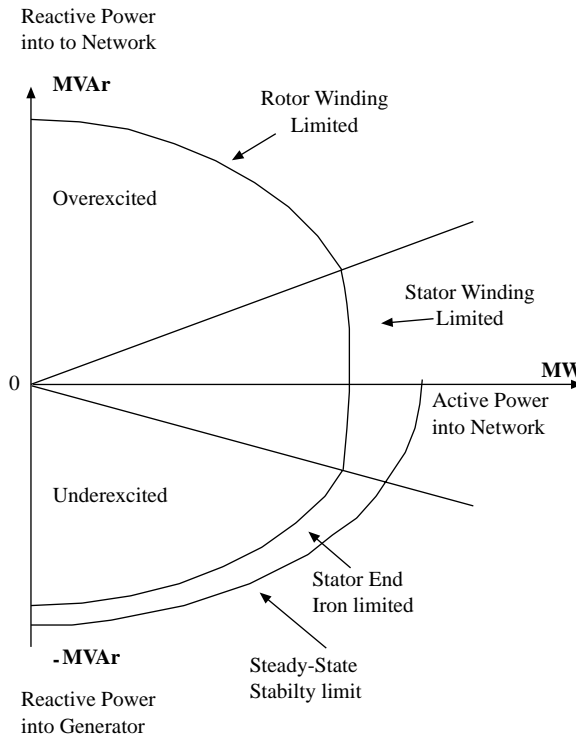 Reactive Power
into to Network
MVAr
Rotor Winding
Limited
Overexcited
Stator Winding
Limited
0
MW
Active Power
into Network
Underexcited
Stator End
Iron limited
-MVAr
Steady-State
Stabilty limit
Reactive Power
into Generator